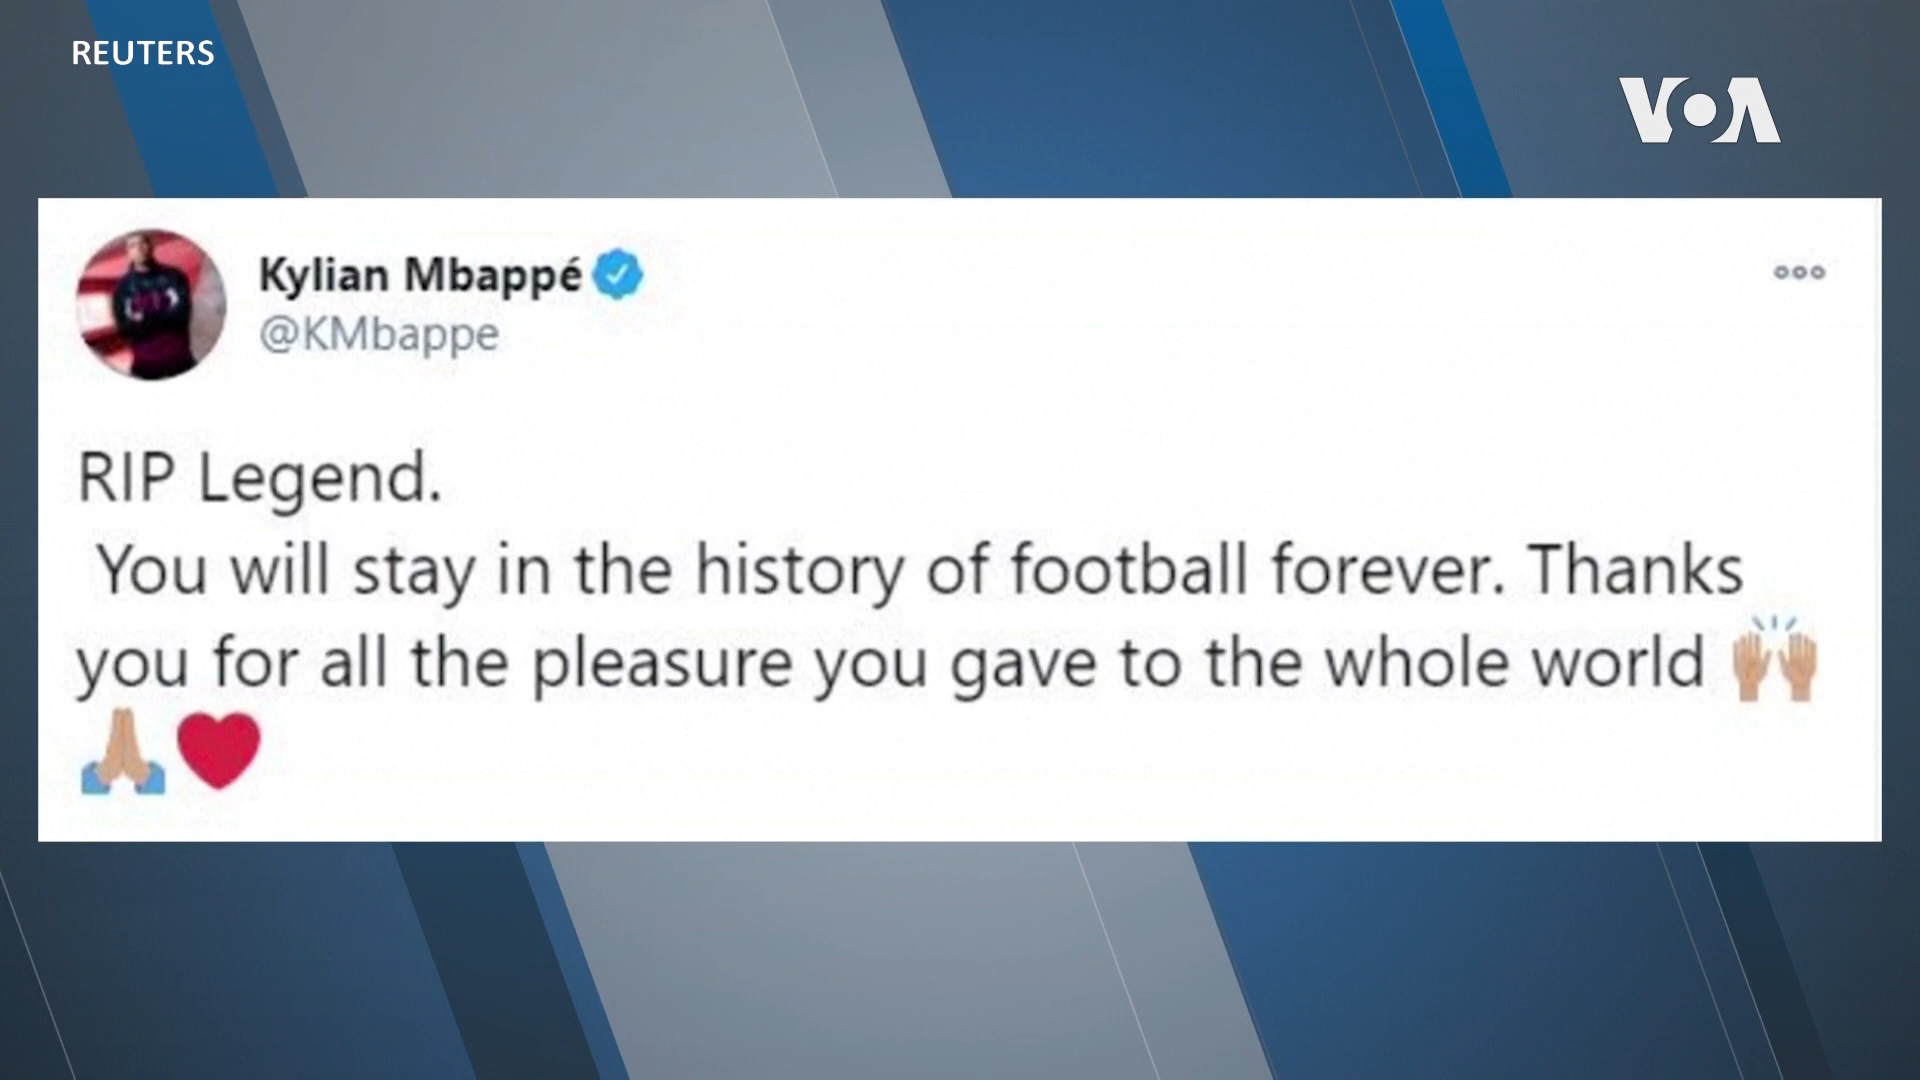 REUTERS
VOA
Kylian Mbappé
@KMbappe
RIP Legend.
You will stay in the history of football forever. Thanks
you for all the pleasure you gave to the whole world 🙌🏽
🙏🏽❤️